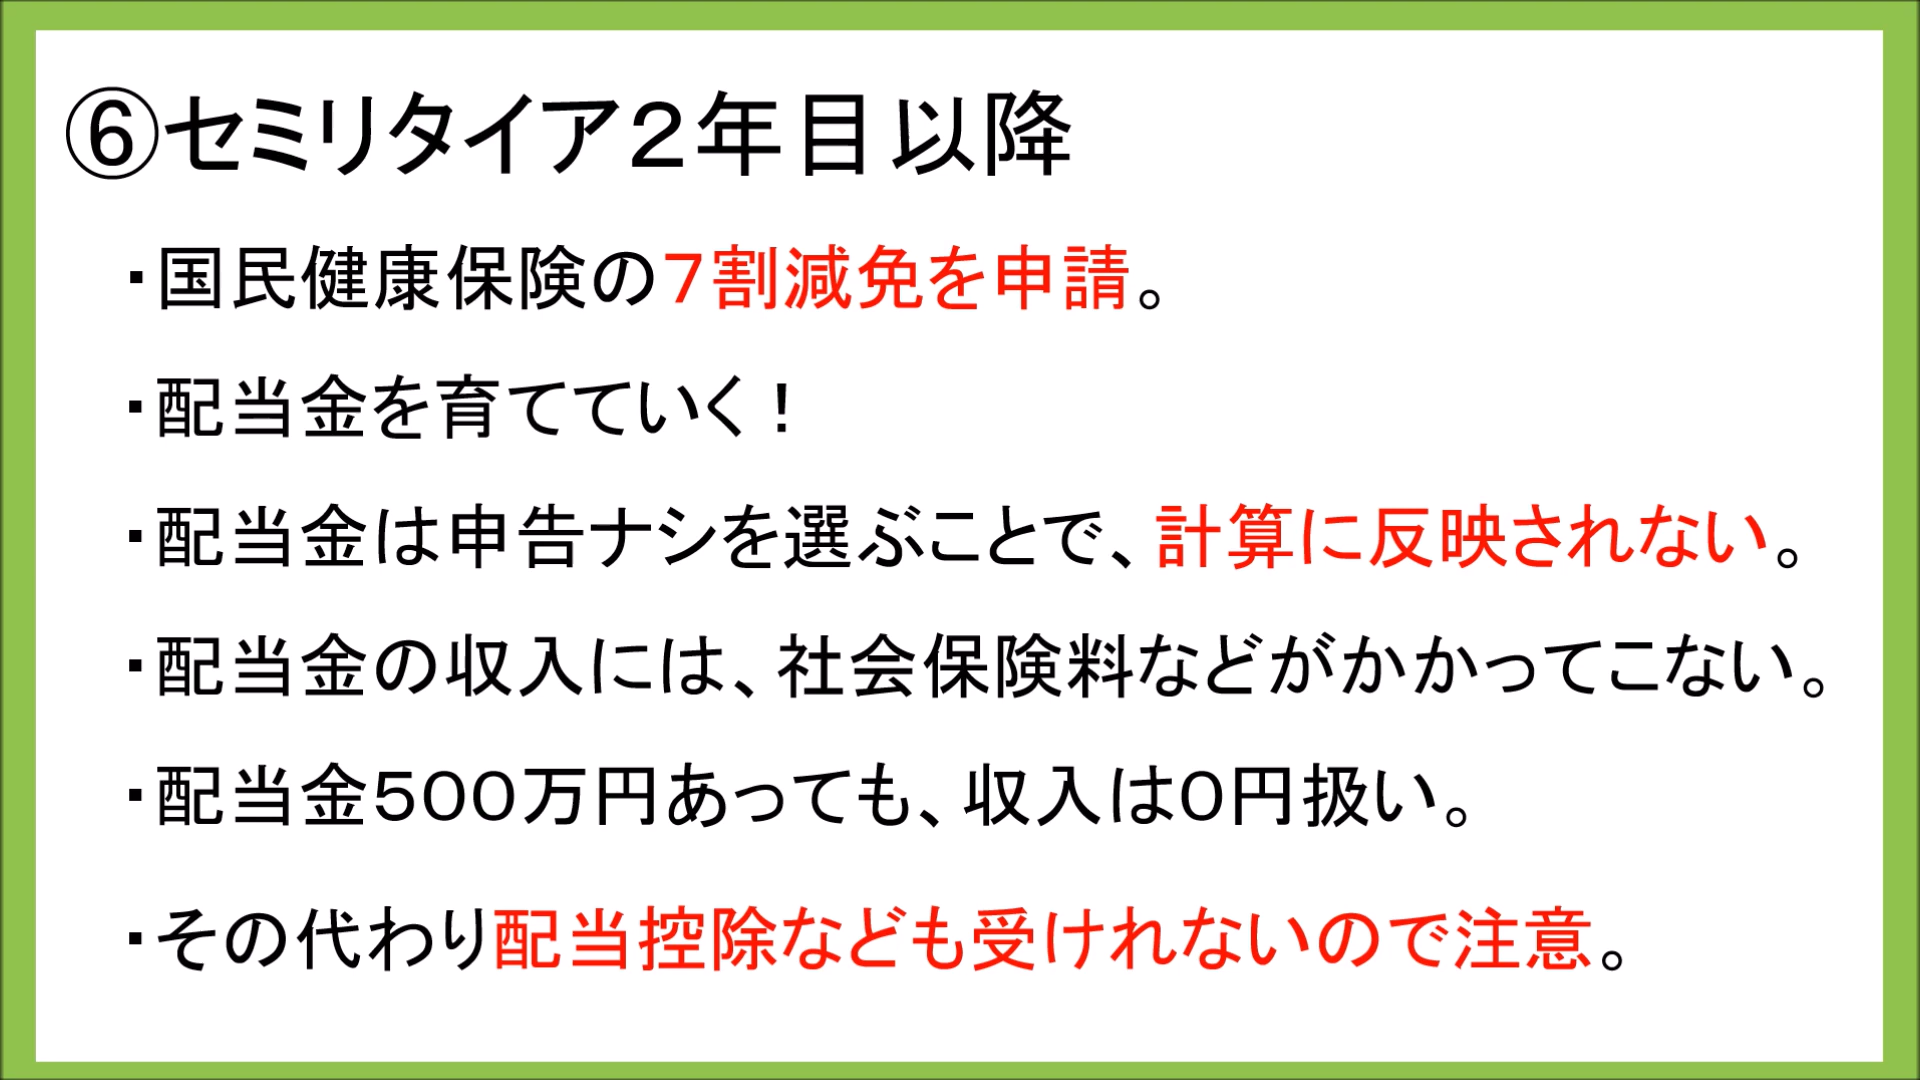 ⑥セミリタイア2年目以降
・国民健康保険の7割減免を申請。
・配当金を育てていく！
・配当金は申告ナシを選ぶことで、計算に反映されない。
・配当金の収入には、社会保険料などがかかってこない。
・配当金500万円あっても、収入は0円扱い。
・その代わり配当控除なども受けれないので注意。